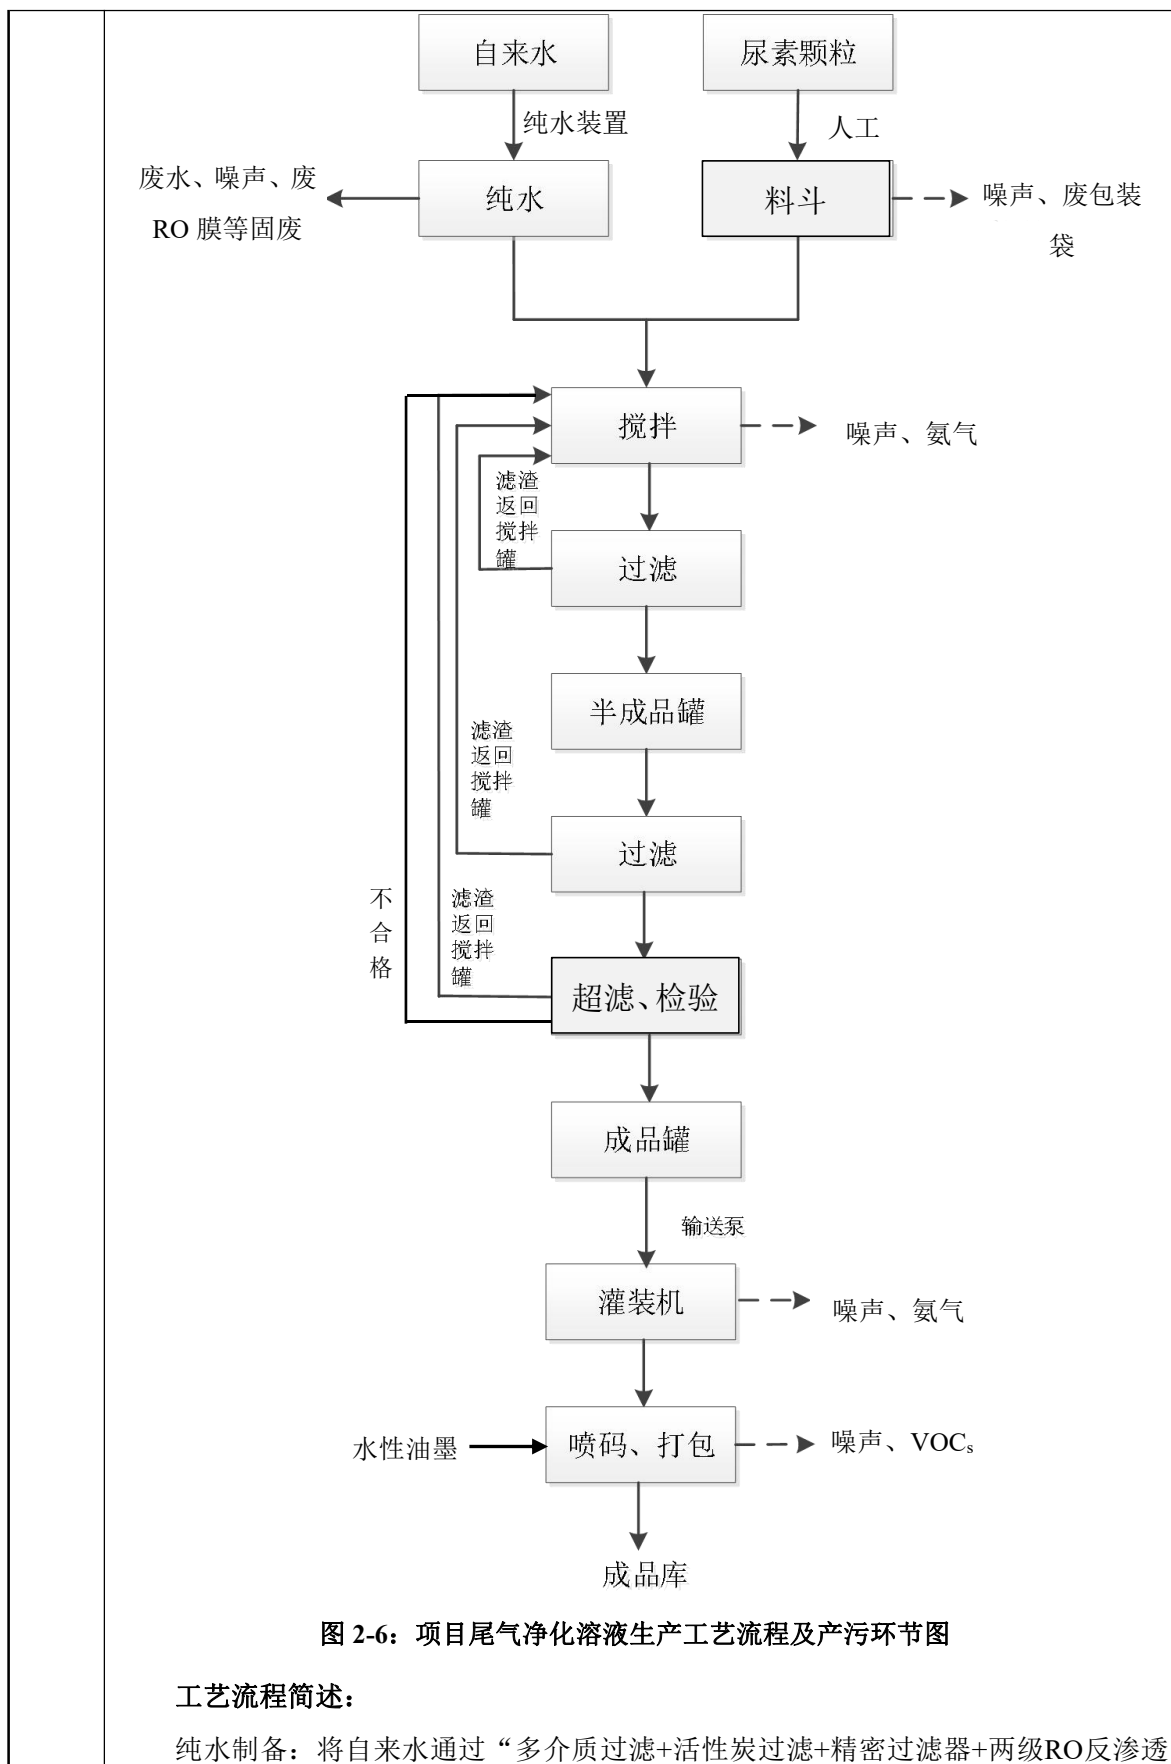 自来水
尿素颗粒
纯水装置
人工
废水、噪声、废
RO 膜等固废
纯水
料斗
噪声、废包装
袋
搅拌
噪声、氨气
滤渣
返回
搅拌
罐
过滤
半成品罐
滤渣
返回
搅拌
罐
过滤
不
合
格
滤渣
返回
搅拌
罐
超滤、检验
成品罐
输送泵
灌装机
噪声、氨气
水性油墨
喷码、打包
噪声、VOCs
成品库
图 2-6：项目尾气净化溶液生产工艺流程及产污环节图
工艺流程简述：
纯水制备：将自来水通过“多介质过滤+活性炭过滤+精密过滤器+两级RO反渗透